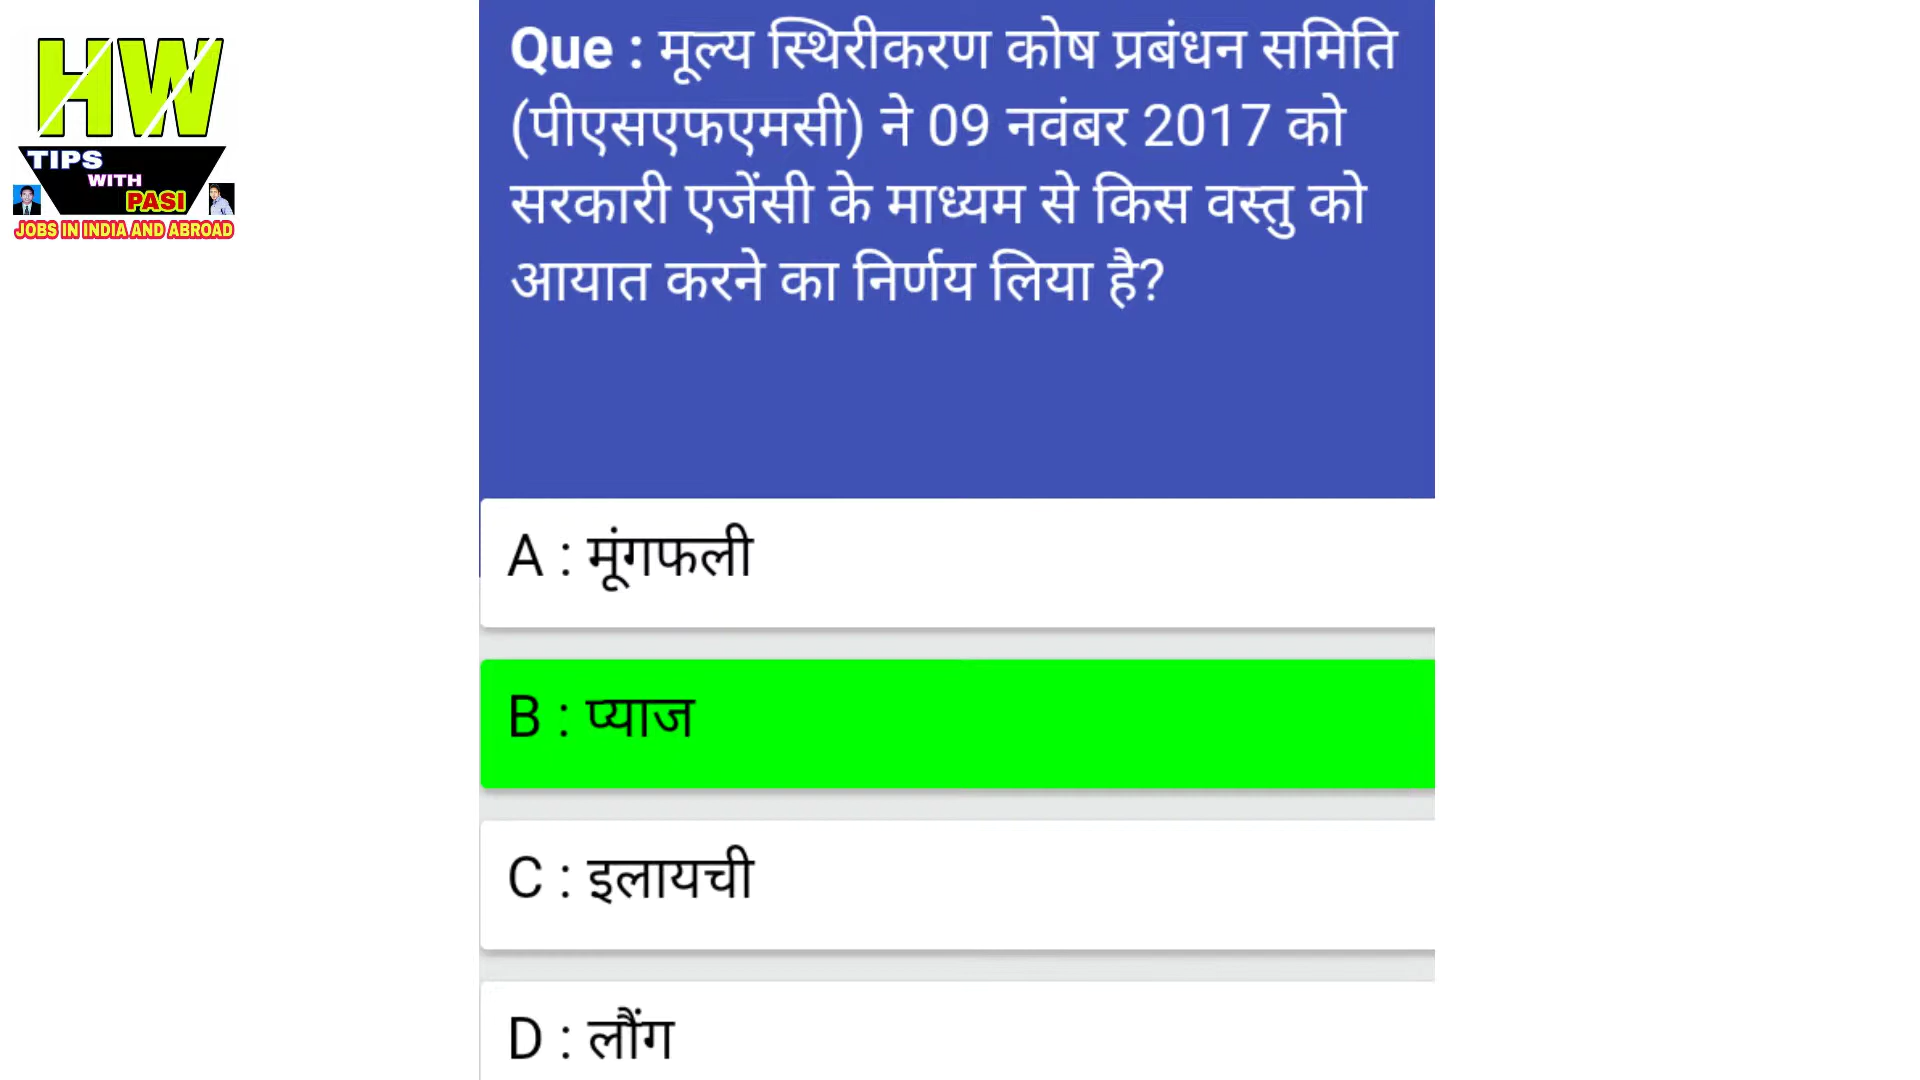 HW
TIPS
WITH
PASI
JOBS IN INDIA AND ABROAD
Que : मूल्य स्थिरीकरण कोष प्रबंधन समिति
(पीएसएफएमसी) ने 09 नवंबर 2017 को
सरकारी एजेंसी के माध्यम से किस वस्तु को
आयात करने का निर्णय लिया है?
A : मूंगफली
B : प्याज
C : इलायची
D : लौंग